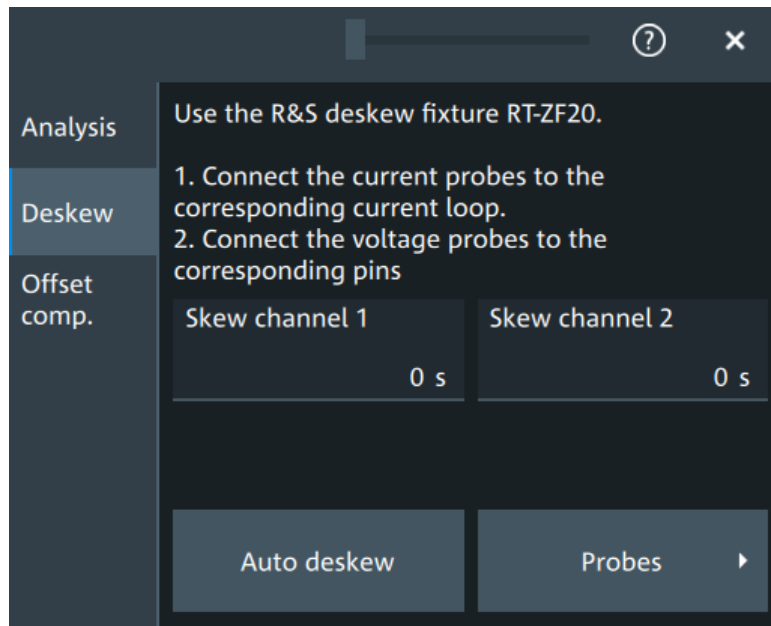 ?
Analysis
Deskew
Offset
comp.
Use the R&S deskew fixture RT-ZF20.
1. Connect the current probes to the
corresponding current loop.
2. Connect the voltage probes to the
corresponding pins
Skew channel 1
0 s
Skew channel 2
0 s
Auto deskew
Probes